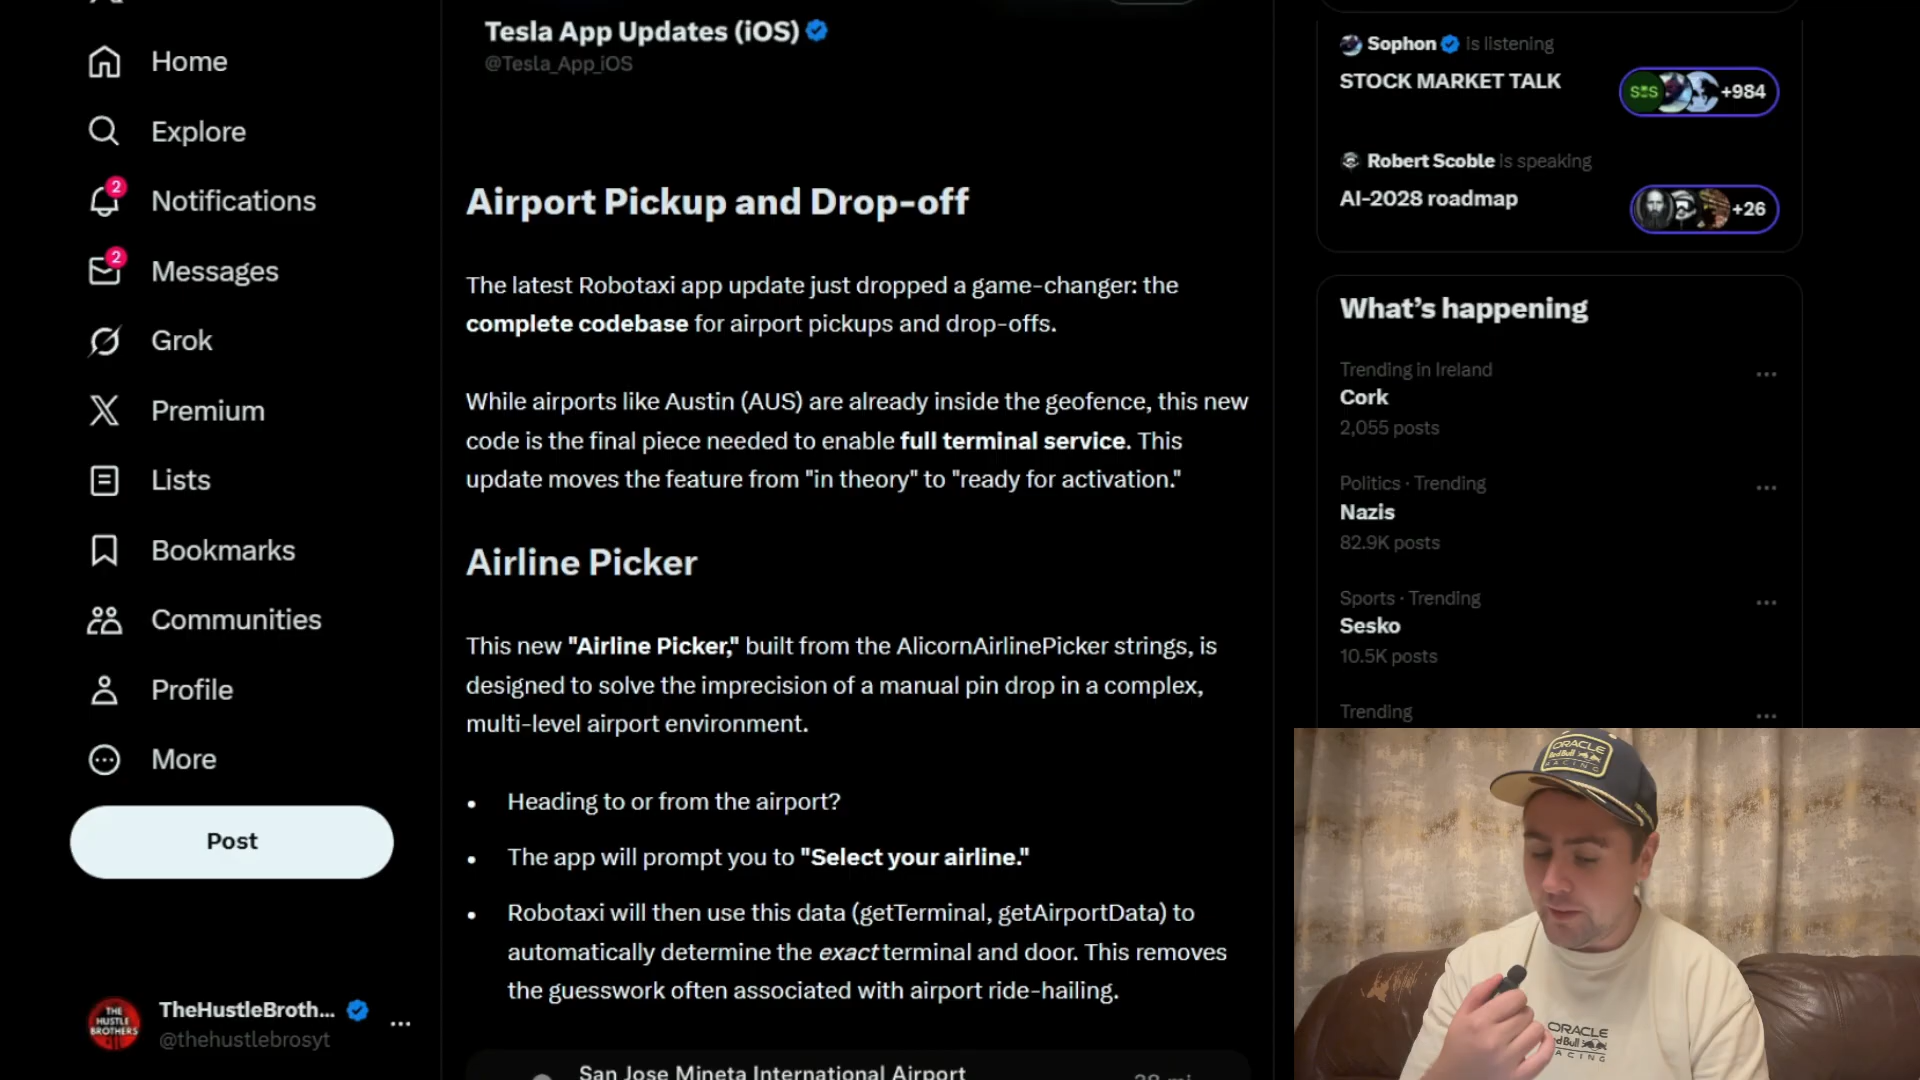 Home
Explore
2
Notifications
2
Messages
Grok
Premium
Lists
Bookmarks
Communities
Profile
More
Post
THE
HUSTLE
BROTHERS
TheHustleBroth...
@thehustlebrosyt
Tesla App Updates (iOS)
@Tesla_App_iOS
Airport Pickup and Drop-off
The latest Robotaxi app update just dropped a game-changer: the
complete codebase for airport pickups and drop-offs.
While airports like Austin (AUS) are already inside the geofence, this new
code is the final piece needed to enable full terminal service. This
update moves the feature from "in theory" to "ready for activation."
Airline Picker
This new "Airline Picker," built from the AlicornAirlinePicker strings, is
designed to solve the imprecision of a manual pin drop in a complex,
multi-level airport environment.
• Heading to or from the airport?
• The app will prompt you to "Select your airline."
• Robotaxi will then use this data (getTerminal, getAirportData) to
automatically determine the exact terminal and door. This removes
the guesswork often associated with airport ride-hailing.
San Jose Mineta International Airport
Sophon is listening
STOCK MARKET TALK
+984
Robert Scoble is speaking
AI-2028 roadmap
+26
What's happening
Trending in Ireland
Cork
2,055 posts
Politics · Trending
Nazis
82.9K posts
Sports · Trending
Sesko
10.5K posts
Trending
ORACLE
Red Bull
RACING
ORACLE
Red Bull
RACING